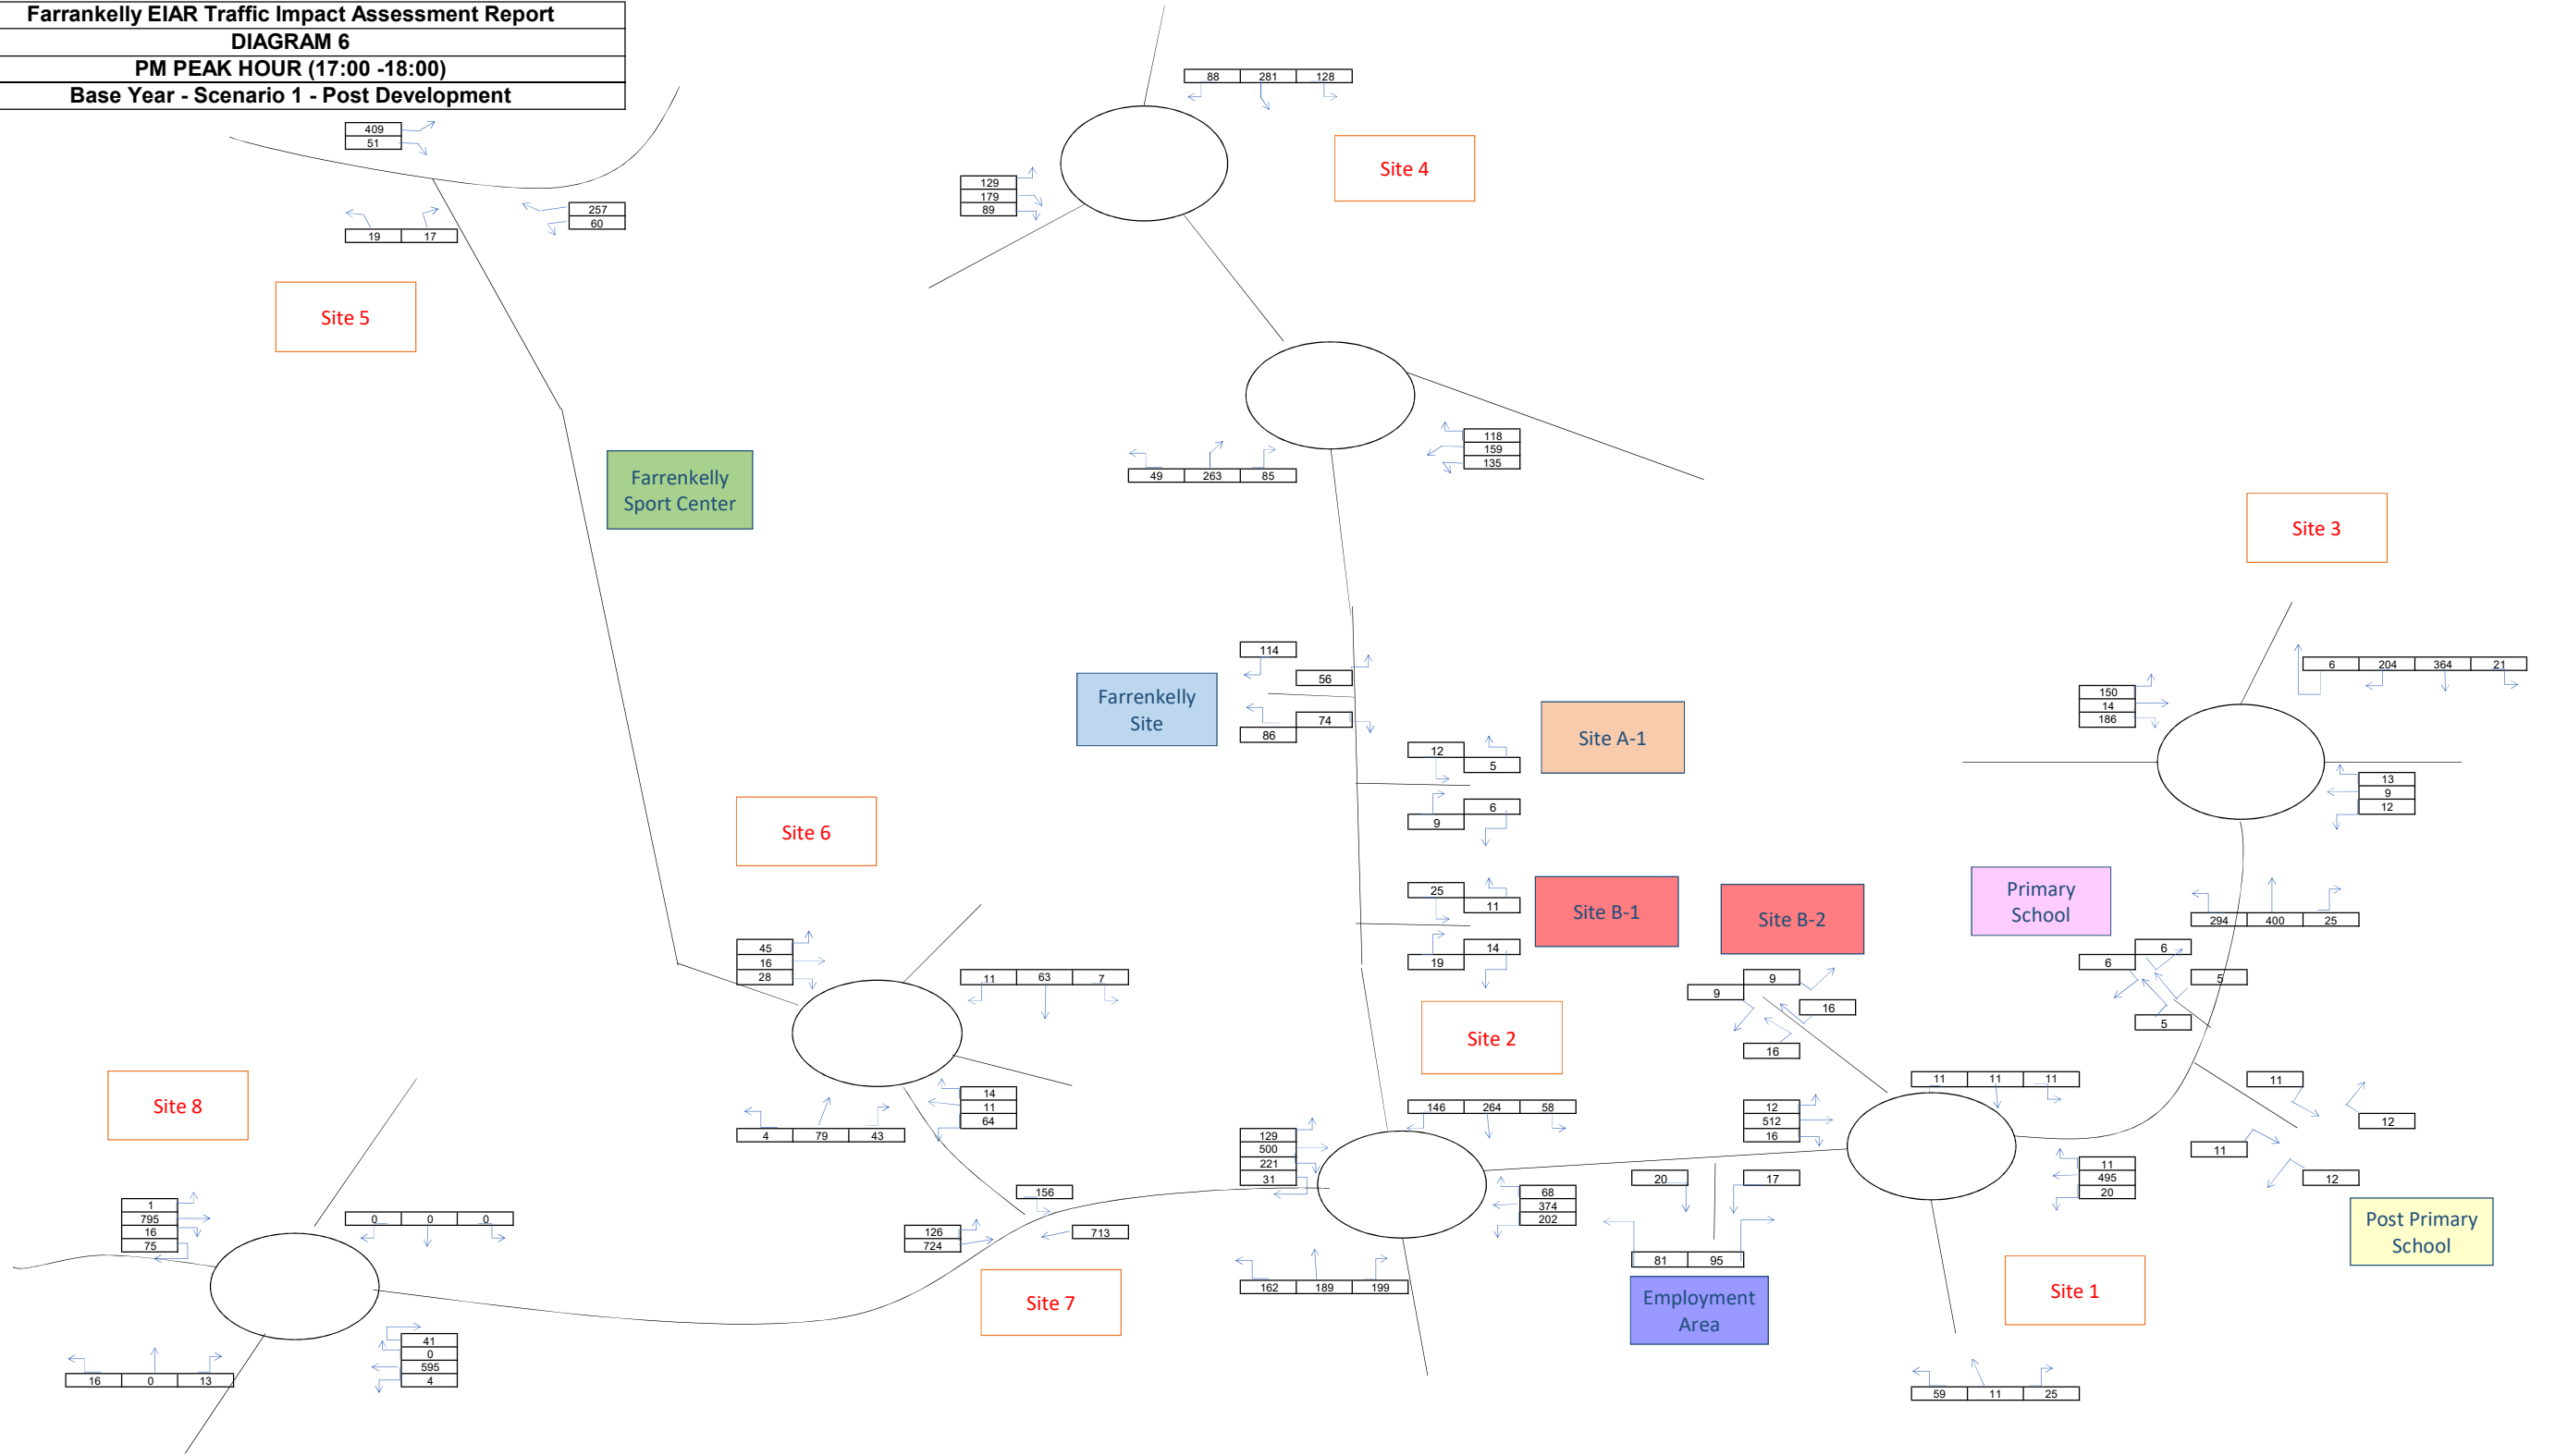 Farrankelly EIAR Traffic Impact Assessment Report
DIAGRAM 6
PM PEAK HOUR (17:00 -18:00)
Base Year - Scenario 1 - Post Development
409
51
257
60
19 17
Site 5
88 281 128
Site 4
129
179
89
118
159
135
49 263 85
Farrenkelly
Sport Center
Site 3
114
56
Farrenkelly
Site
74
86
12
5
Site A-1
6
9
6 204 364 21
150
14
186
13
9
12
Site 6
25
11
Site B-1
14
19
Site B-2
Primary
School
294 400 25
6
6
5
5
45
16
28
11 63 7
9
9
16
16
Site 2
14
11
64
4 79 43
Site 8
146 264 58
129
500
221
31
12
512
16
11 11 11
11
12
11
12
11
495
20
1
795
16
75
0 0 0
156
126
724
713
68
374
202
20 17
Post Primary
School
162 189 199
81 95
Employment
Area
Site 7
Site 1
41
0
595
4
16 0 13
59 11 25